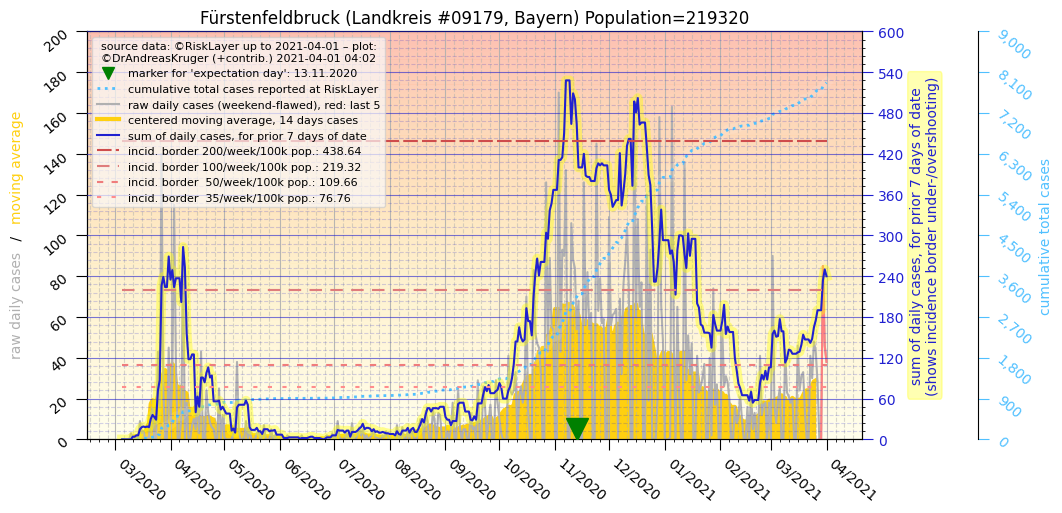 Fürstenfeldbruck (Landkreis #09179, Bayern) Population=219320
source data: ©RiskLayer up to 2021-04-01 – plot:
©DrAndreasKruger (+contrib.) 2021-04-01 04:02
marker for 'expectation day': 13.11.2020
cumulative total cases reported at RiskLayer
raw daily cases (weekend-flawed), red: last 5
centered moving average, 14 days cases
sum of daily cases, for prior 7 days of date
incid. border 200/week/100k pop.: 438.64
incid. border 100/week/100k pop.: 219.32
incid. border  50/week/100k pop.: 109.66
incid. border  35/week/100k pop.: 76.76
raw daily cases / moving average
200
180
160
140
120
100
80
60
40
20
0
03/2020
04/2020
05/2020
06/2020
07/2020
08/2020
09/2020
10/2020
11/2020
12/2020
01/2021
02/2021
03/2021
04/2021
600
540
480
420
360
300
240
180
120
60
0
sum of daily cases, for prior 7 days of date
(shows incidence border under-/overshooting)
9,000
8,100
7,200
6,300
5,400
4,500
3,600
2,700
1,800
900
0
cumulative total cases